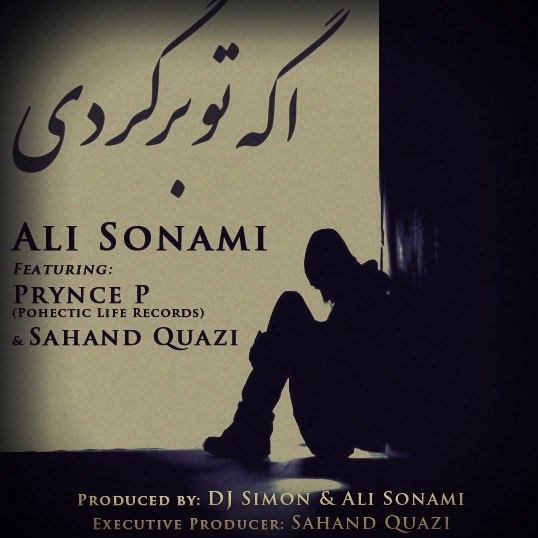 اگه تو برگردی
ALI SONAMI
FEATURING:
PRYNCE P
(POHECTIC LIFE RECORDS)
& SAHAND QUAZI
PRODUCED BY: DJ SIMON & ALI SONAMI
EXECUTIVE PRODUCER: SAHAND QUAZI